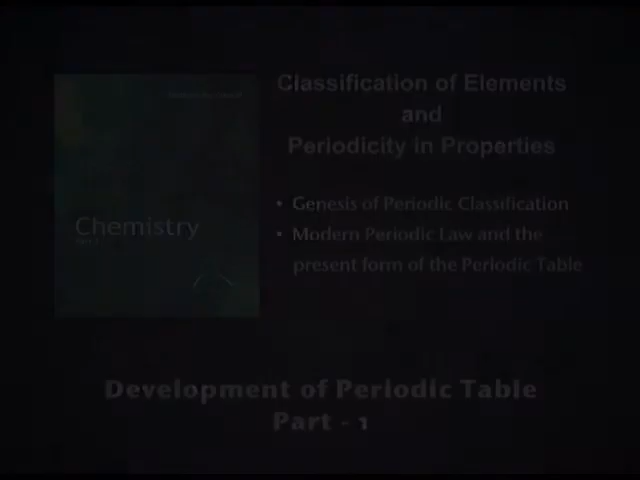 Classification of Elements
and
Periodicity in Properties
• Genesis of Periodic Classification
• Modern Periodic Law and the
present form of the Periodic Table
Chemistry
Development of Periodic Table
Part - 1